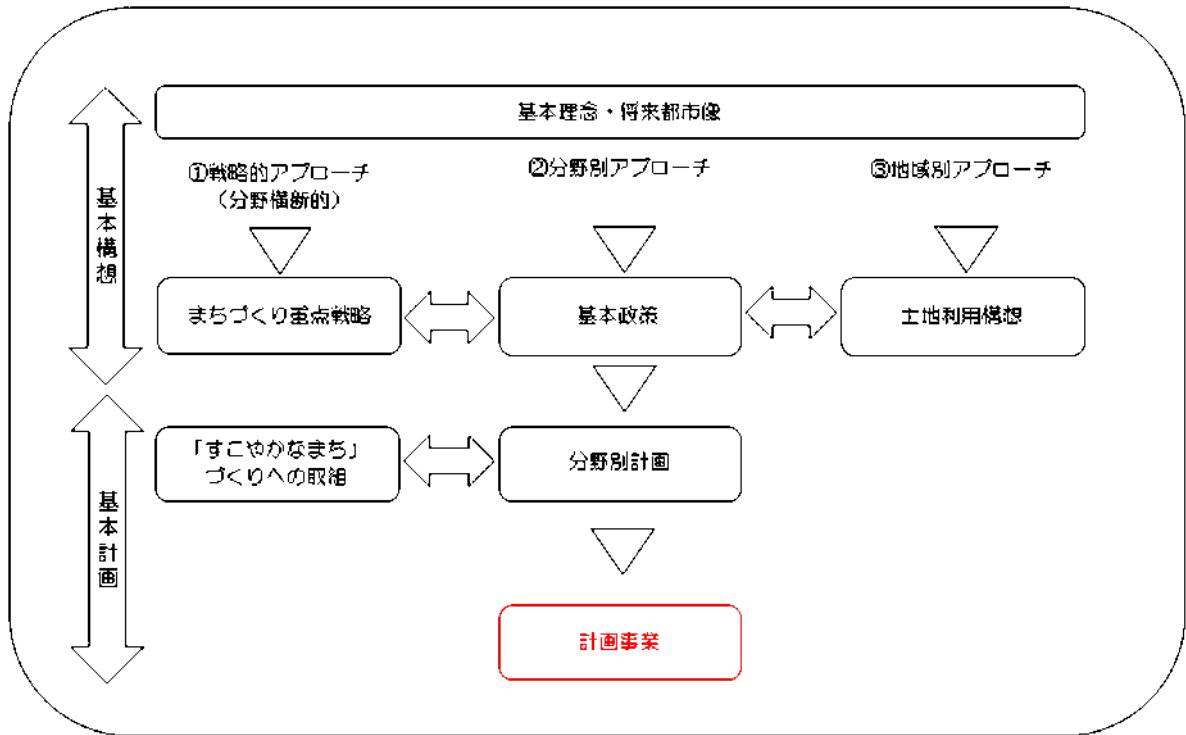 基本理念・将来都市像
①戦略的アプローチ
（分野横断的）
②分野別アプローチ
③地域別アプローチ
基本構想
まちづくり重点戦略
基本政策
土地利用構想
「すこやかなまち」
づくりへの取組
分野別計画
基本計画
計画事業